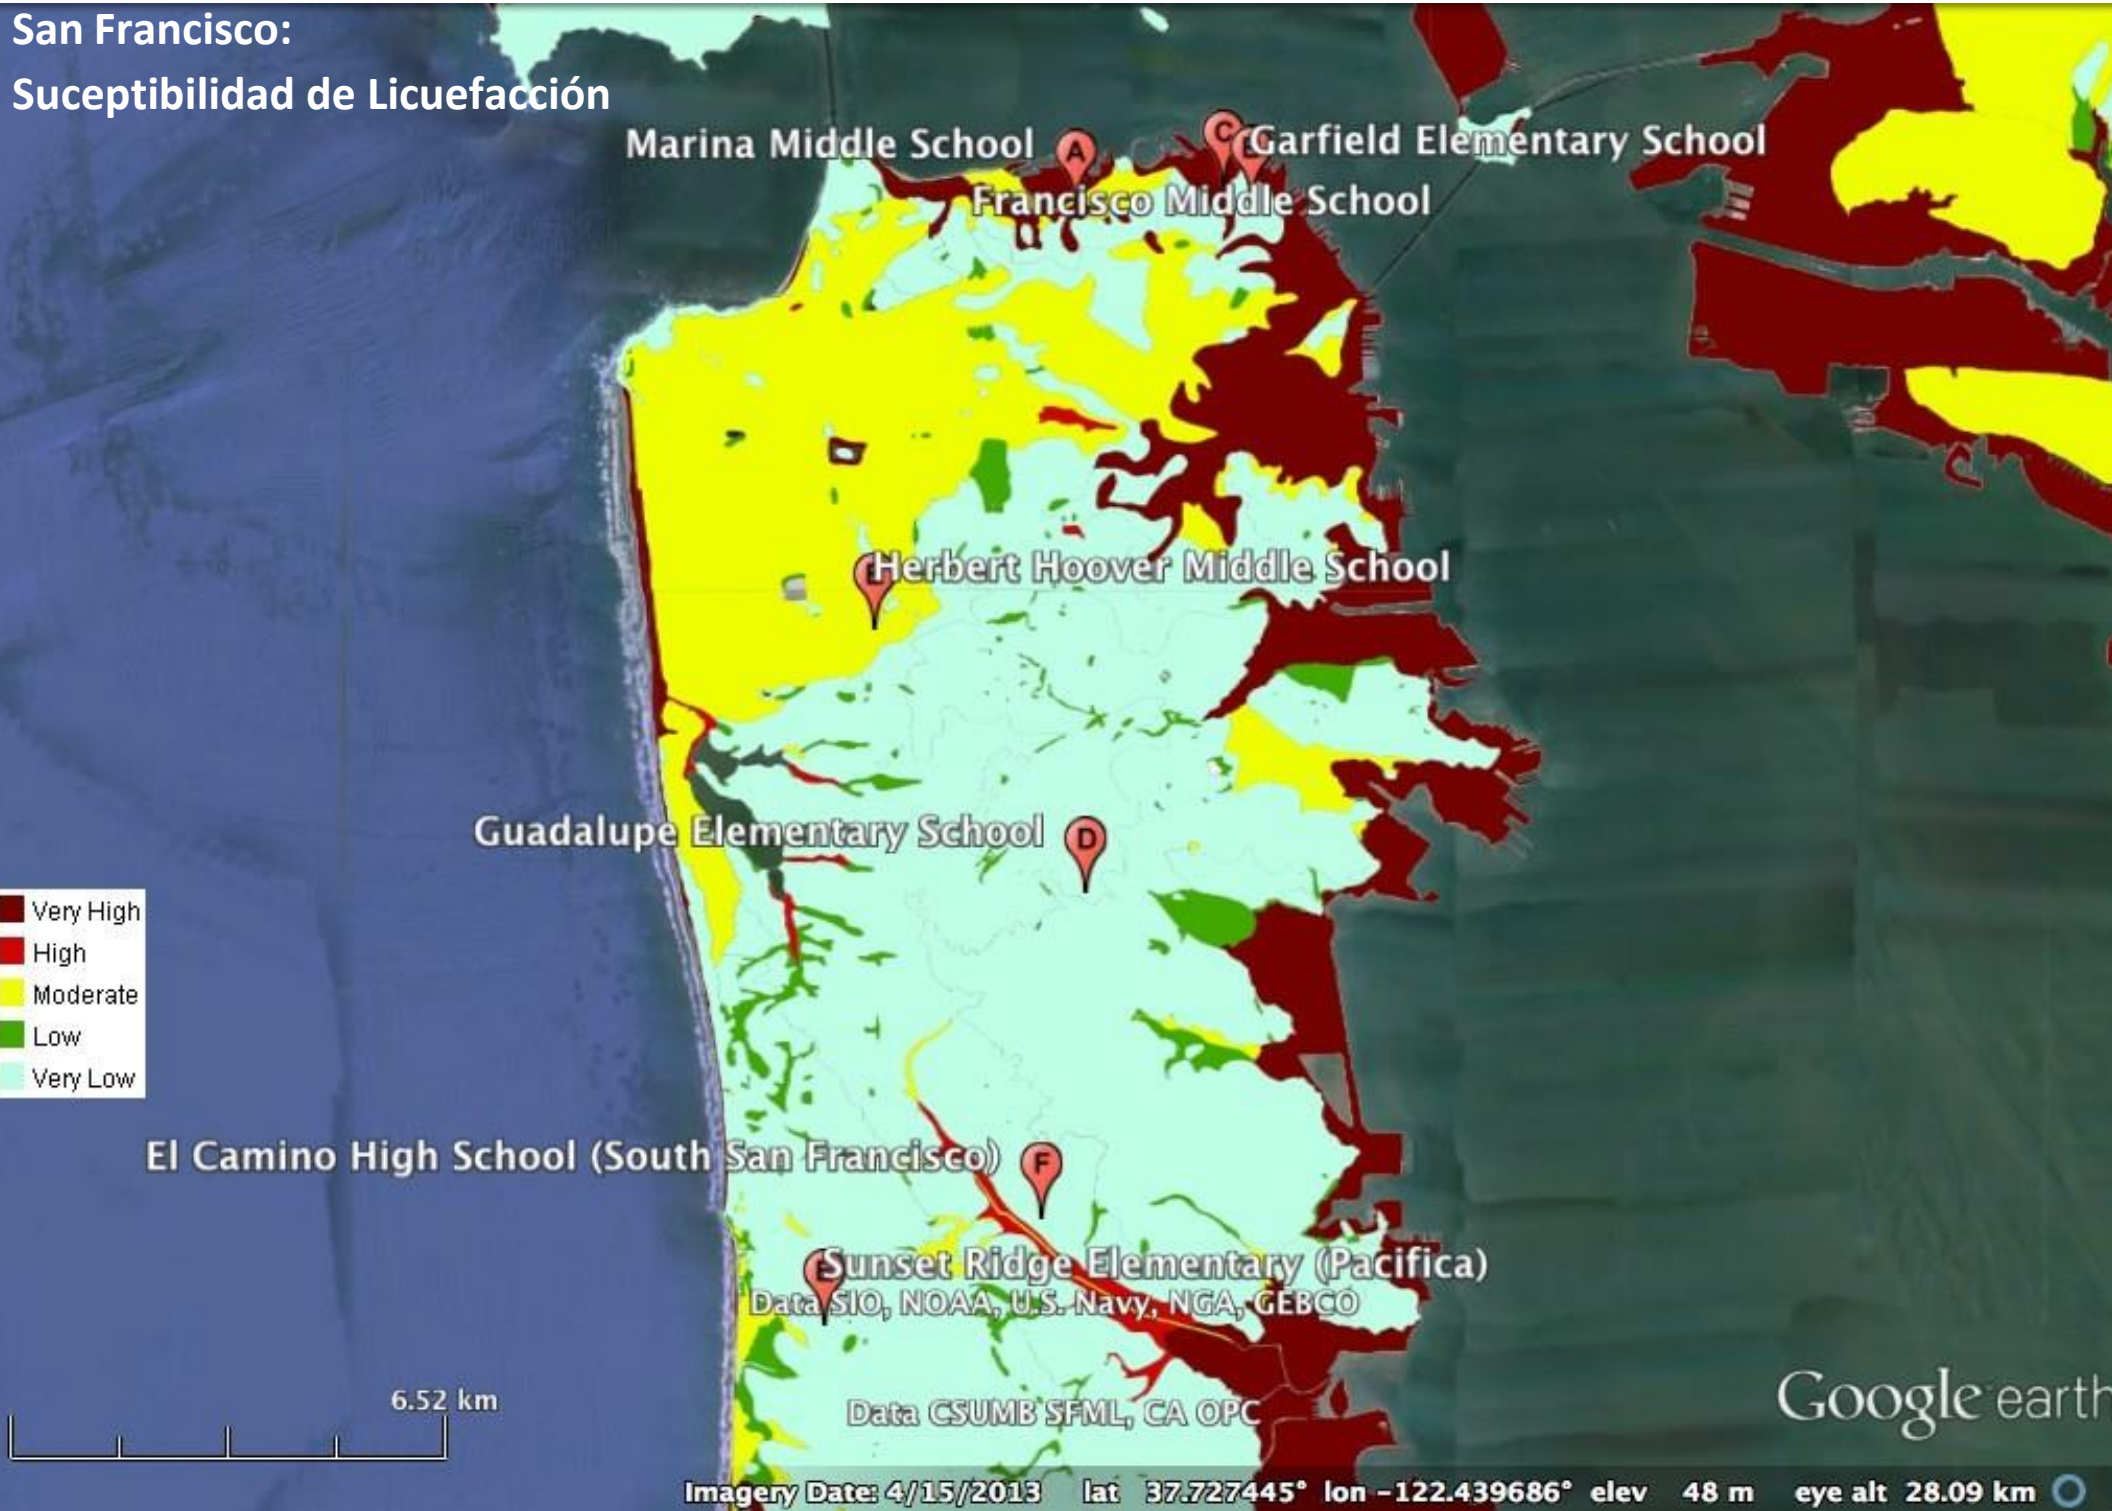 San Francisco:
Suceptibilidad de Licuefacción
Marina Middle School
A
C
Garfield Elementary School
Francisco Middle School
Herbert Hoover Middle School
Guadalupe Elementary School
D
Very High
High
Moderate
Low
Very Low
El Camino High School (South San Francisco)
F
Sunset Ridge Elementary (Pacifica)
Data SIO, NOAA, U.S. Navy, NGA, GEBCO
6.52 km
Data CSUMB SFML, CA OPC
Google earth
Imagery Date: 4/15/2013 lat 37.727445° lon -122.439686° elev 48 m eye alt 28.09 km